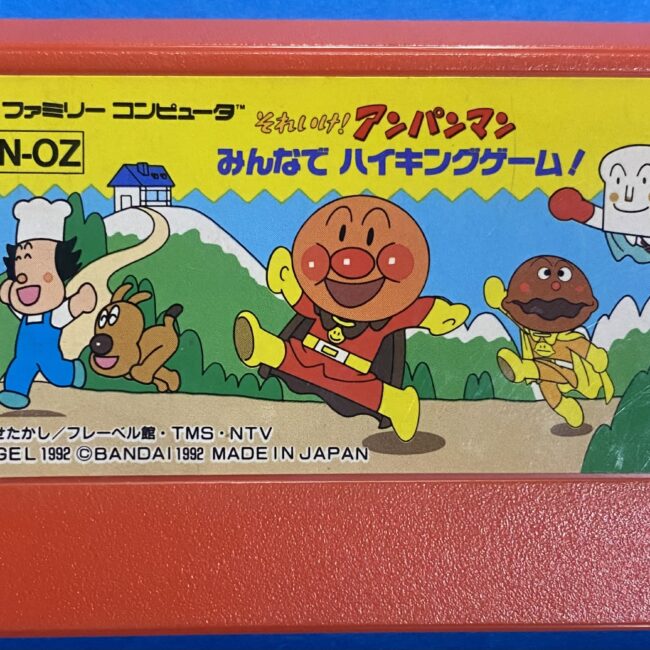 ファミリー コンピュータ™
N-OZ
それいけ! アンパンマン
みんなで ハイキングゲーム!
せたかし/フレーベル館・TMS・NTV
GEL 1992 ©BANDAI 1992 MADE IN JAPAN